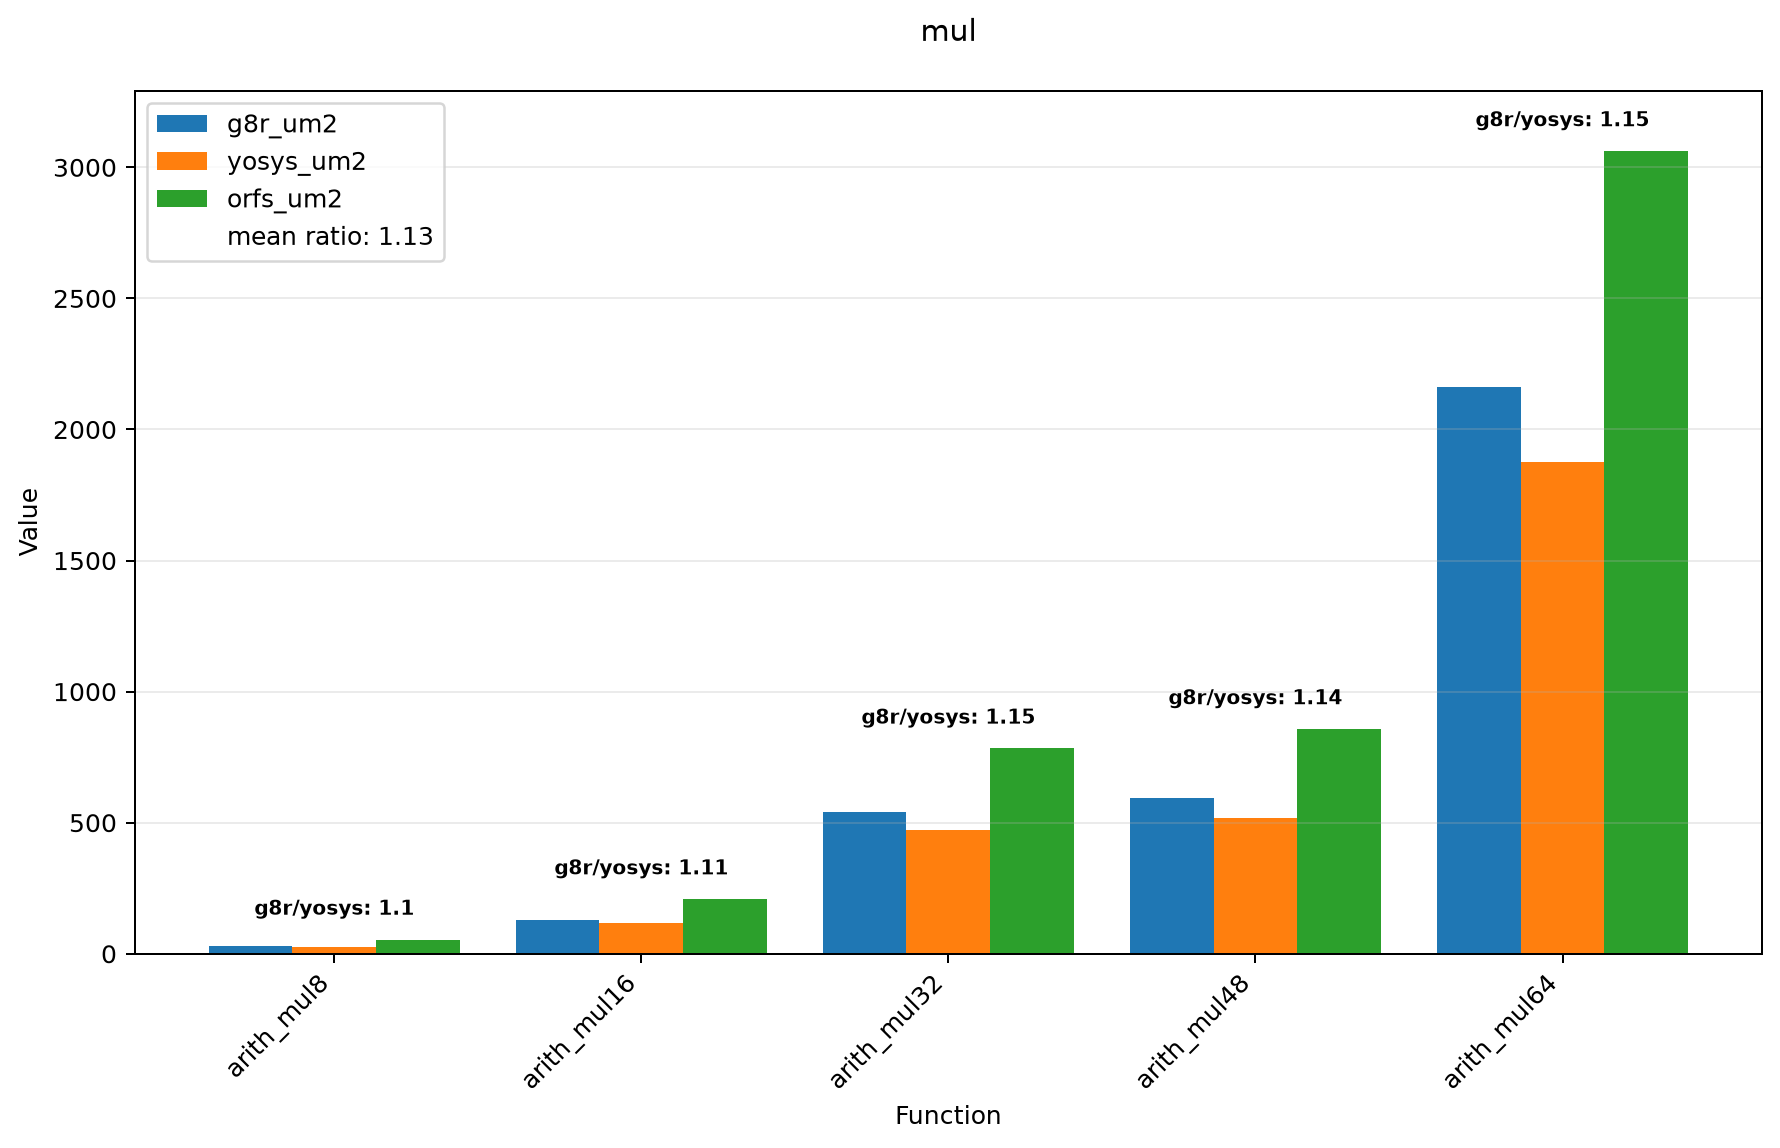 mul
g8r_um2
yosys_um2
orfs_um2
mean ratio: 1.13
g8r/yosys: 1.15
3000
2500
2000
1500
1000
500
0
g8r/yosys: 1.14
g8r/yosys: 1.15
g8r/yosys: 1.11
g8r/yosys: 1.1
Value
arith_mul8
arith_mul16
arith_mul32
arith_mul48
arith_mul64
Function